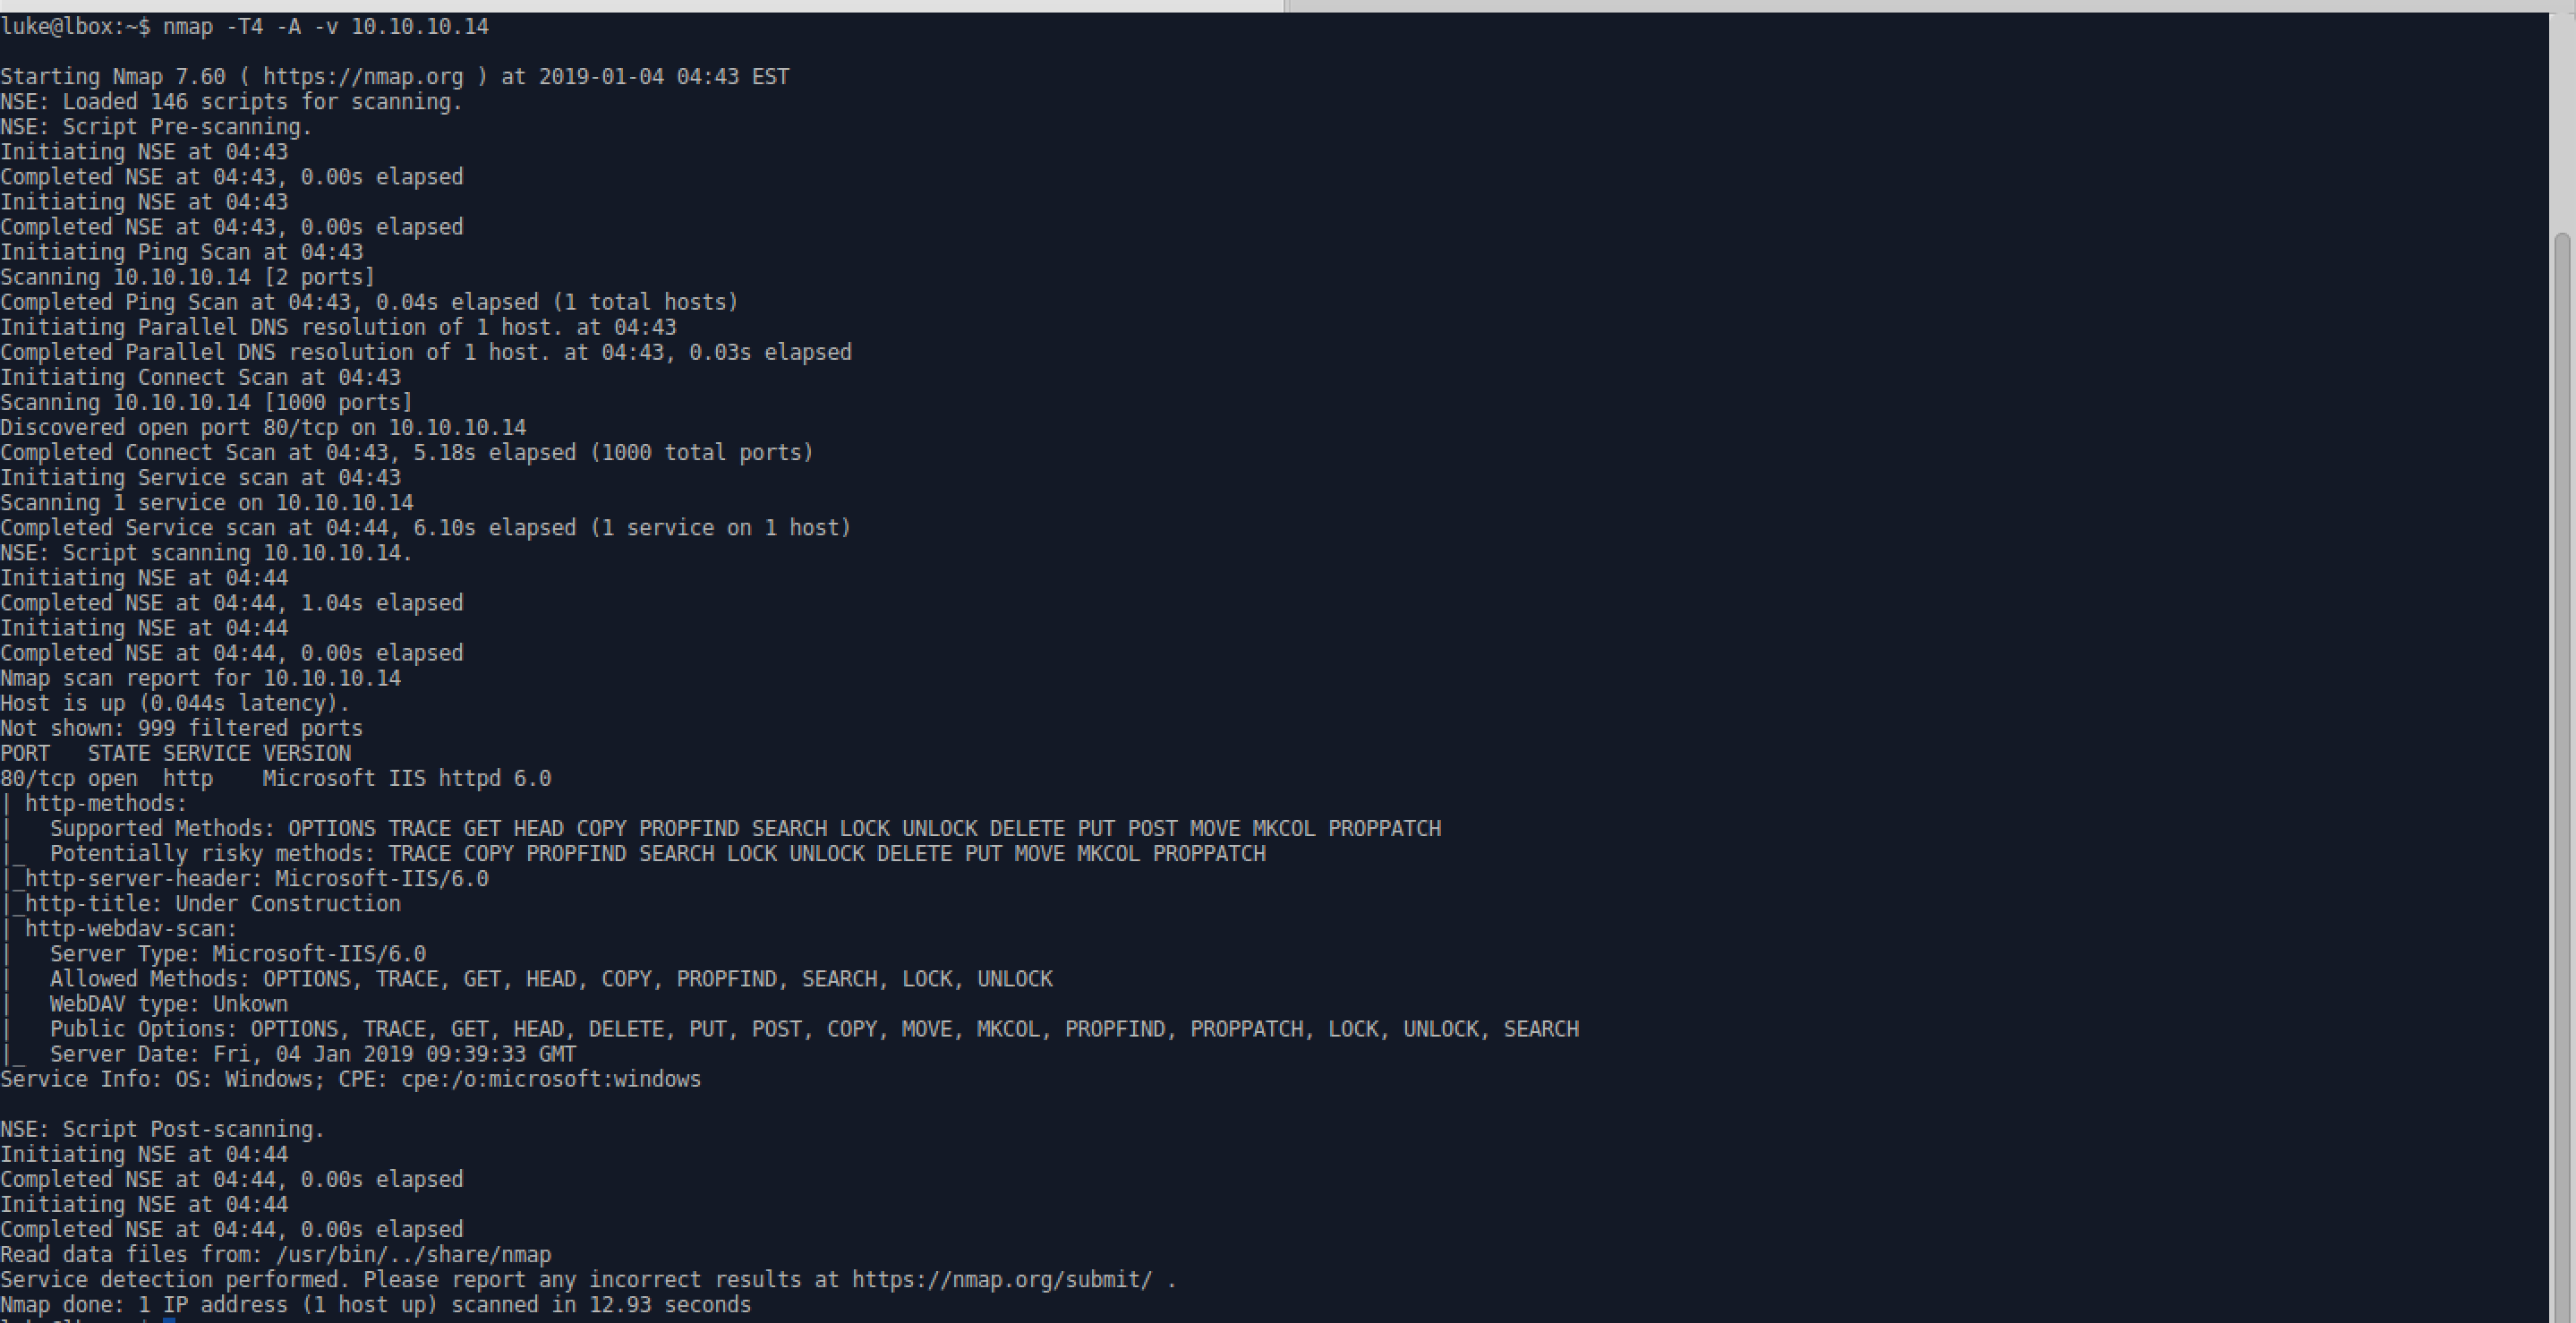 luke@lbox:~$ nmap -T4 -A -v 10.10.10.14
Starting Nmap 7.60 ( https://nmap.org ) at 2019-01-04 04:43 EST
NSE: Loaded 146 scripts for scanning.
NSE: Script Pre-scanning.
Initiating NSE at 04:43
Completed NSE at 04:43, 0.00s elapsed
Initiating NSE at 04:43
Completed NSE at 04:43, 0.00s elapsed
Initiating Ping Scan at 04:43
Scanning 10.10.10.14 [2 ports]
Completed Ping Scan at 04:43, 0.04s elapsed (1 total hosts)
Initiating Parallel DNS resolution of 1 host. at 04:43
Completed Parallel DNS resolution of 1 host. at 04:43, 0.03s elapsed
Initiating Connect Scan at 04:43
Scanning 10.10.10.14 [1000 ports]
Discovered open port 80/tcp on 10.10.10.14
Completed Connect Scan at 04:43, 5.18s elapsed (1000 total ports)
Initiating Service scan at 04:43
Scanning 1 service on 10.10.10.14
Completed Service scan at 04:44, 6.10s elapsed (1 service on 1 host)
NSE: Script scanning 10.10.10.14.
Initiating NSE at 04:44
Completed NSE at 04:44, 1.04s elapsed
Initiating NSE at 04:44
Completed NSE at 04:44, 0.00s elapsed
Nmap scan report for 10.10.10.14
Host is up (0.044s latency).
Not shown: 999 filtered ports
PORT   STATE SERVICE VERSION
80/tcp open  http    Microsoft IIS httpd 6.0
| http-methods:
|   Supported Methods: OPTIONS TRACE GET HEAD COPY PROPFIND SEARCH LOCK UNLOCK DELETE PUT POST MOVE MKCOL PROPPATCH
|_  Potentially risky methods: TRACE COPY PROPFIND SEARCH LOCK UNLOCK DELETE PUT MOVE MKCOL PROPPATCH
|_http-server-header: Microsoft-IIS/6.0
|_http-title: Under Construction
| http-webdav-scan:
|   Server Type: Microsoft-IIS/6.0
|   Allowed Methods: OPTIONS, TRACE, GET, HEAD, COPY, PROPFIND, SEARCH, LOCK, UNLOCK
|   WebDAV type: Unkown
|   Public Options: OPTIONS, TRACE, GET, HEAD, DELETE, PUT, POST, COPY, MOVE, MKCOL, PROPFIND, PROPPATCH, LOCK, UNLOCK, SEARCH
|_  Server Date: Fri, 04 Jan 2019 09:39:33 GMT
Service Info: OS: Windows; CPE: cpe:/o:microsoft:windows
NSE: Script Post-scanning.
Initiating NSE at 04:44
Completed NSE at 04:44, 0.00s elapsed
Initiating NSE at 04:44
Completed NSE at 04:44, 0.00s elapsed
Read data files from: /usr/bin/../share/nmap
Service detection performed. Please report any incorrect results at https://nmap.org/submit/ .
Nmap done: 1 IP address (1 host up) scanned in 12.93 seconds